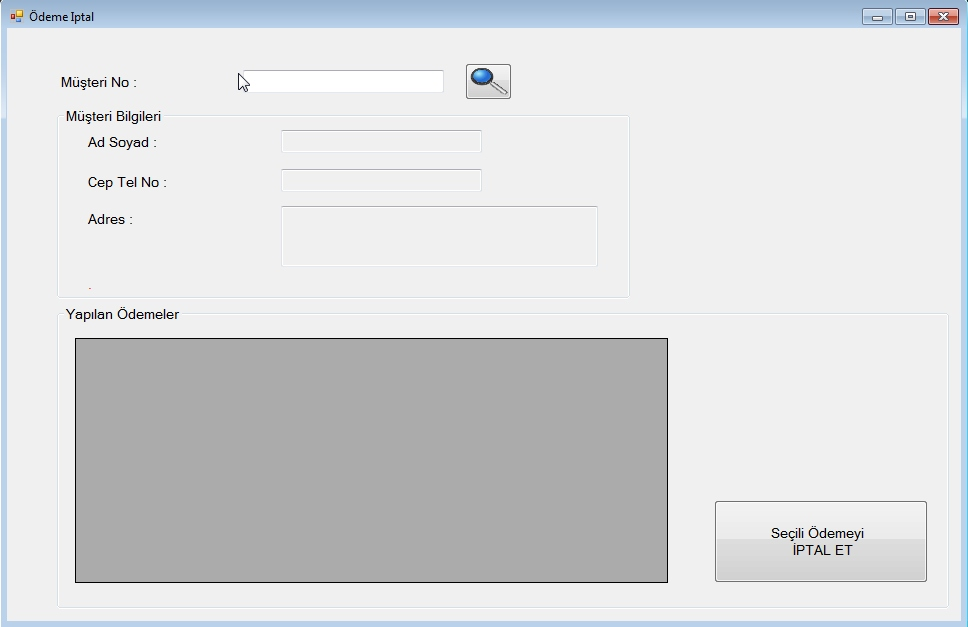 Ödeme Iptal
Müşteri No :
Müşteri Bilgileri
Ad Soyad :
Cep Tel No :
Adres :
.
Yapılan Ödemeler
Seçili Ödemeyi
İPTAL ET